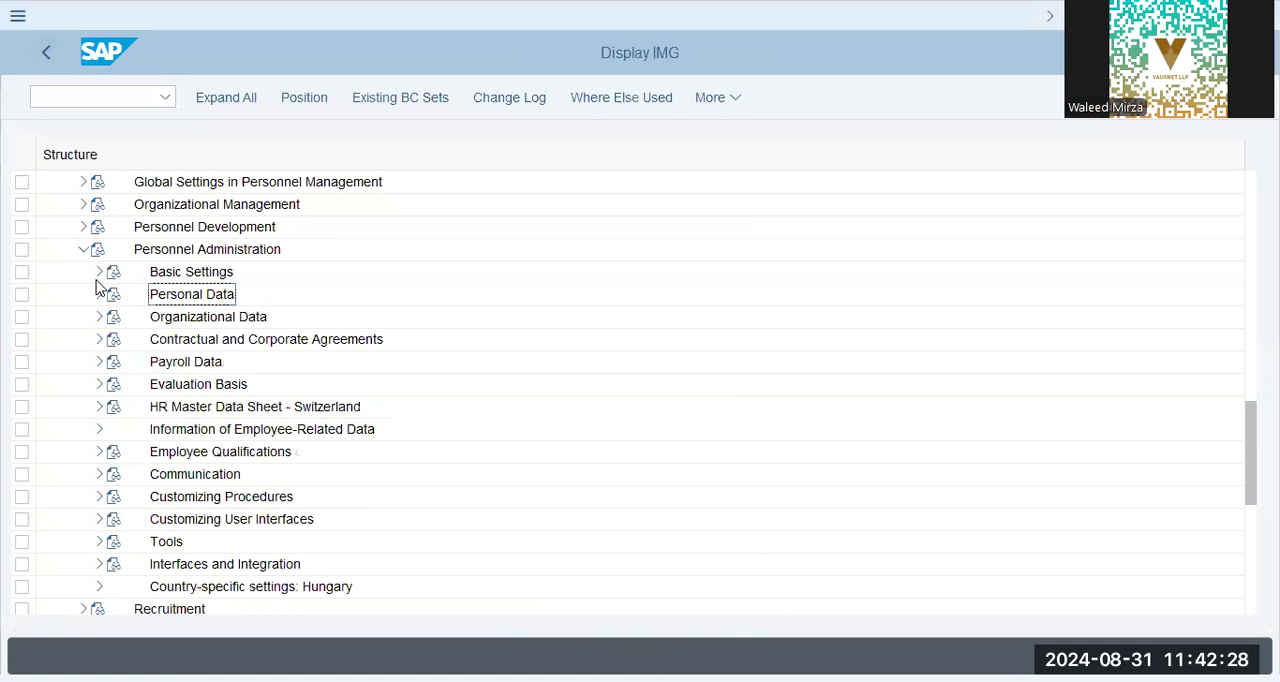 SAP
Display IMG
Expand All
Position
Existing BC Sets
Change Log
Where Else Used
More
VAUSNET LLP
Waleed Mirza
Structure
Global Settings in Personnel Management
Organizational Management
Personnel Development
Personnel Administration
Basic Settings
Personal Data
Organizational Data
Contractual and Corporate Agreements
Payroll Data
Evaluation Basis
HR Master Data Sheet - Switzerland
Information of Employee-Related Data
Employee Qualifications
Communication
Customizing Procedures
Customizing User Interfaces
Tools
Interfaces and Integration
Country-specific settings: Hungary
Recruitment
2024-08-31 11:42:28